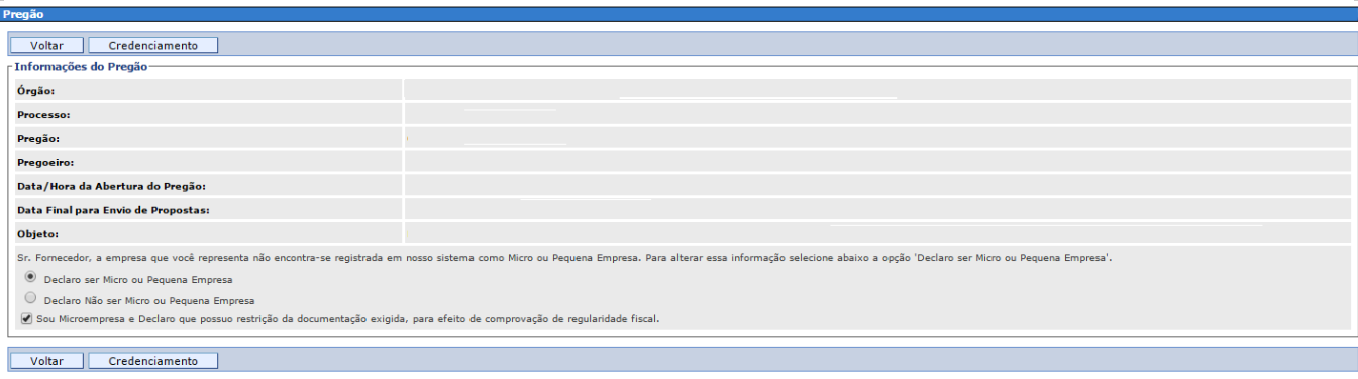 Pregão
Voltar Credenciamento
Informações do Pregão
Órgão:
Processo:
Pregão:
Pregoeiro:
Data/Hora da Abertura do Pregão:
Data Final para Envio de Propostas:
Objeto:
Sr. Fornecedor, a empresa que você representa não encontra-se registrada em nosso sistema como Micro ou Pequena Empresa. Para alterar essa informação selecione abaixo a opção 'Declaro ser Micro ou Pequena Empresa'.
Declaro ser Micro ou Pequena Empresa
Declaro Não ser Micro ou Pequena Empresa
Sou Microempresa e Declaro que possuo restrição da documentação exigida, para efeito de comprovação de regularidade fiscal.
Voltar Credenciamento